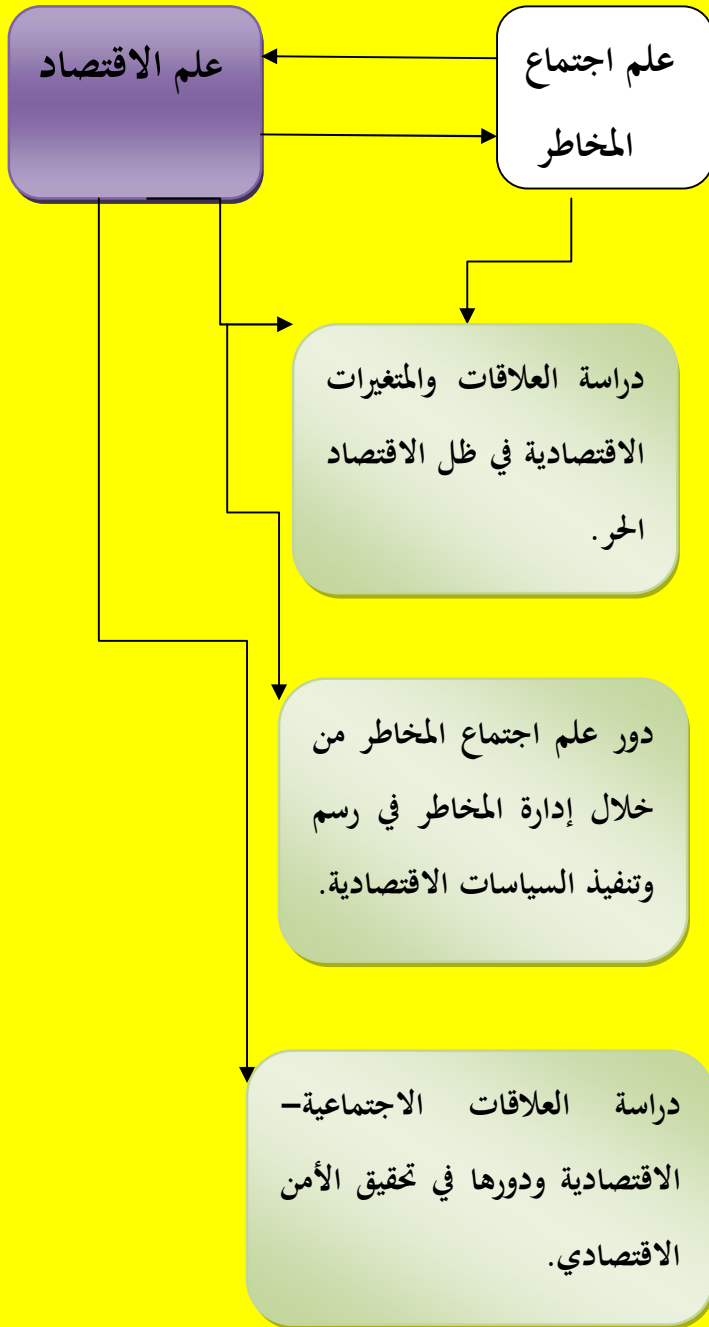 علم اجتماع
المخاطر
علم الاقتصاد
دراسة العلاقات والمتغيرات
الاقتصادية في ظل الاقتصاد
الحر.
دور علم اجتماع المخاطر من
خلال إدارة المخاطر في رسم
وتنفيذ السياسات الاقتصادية.
دراسة العلاقات الاجتماعية–
الاقتصادية ودورها في تحقيق الأمن
الاقتصادي.